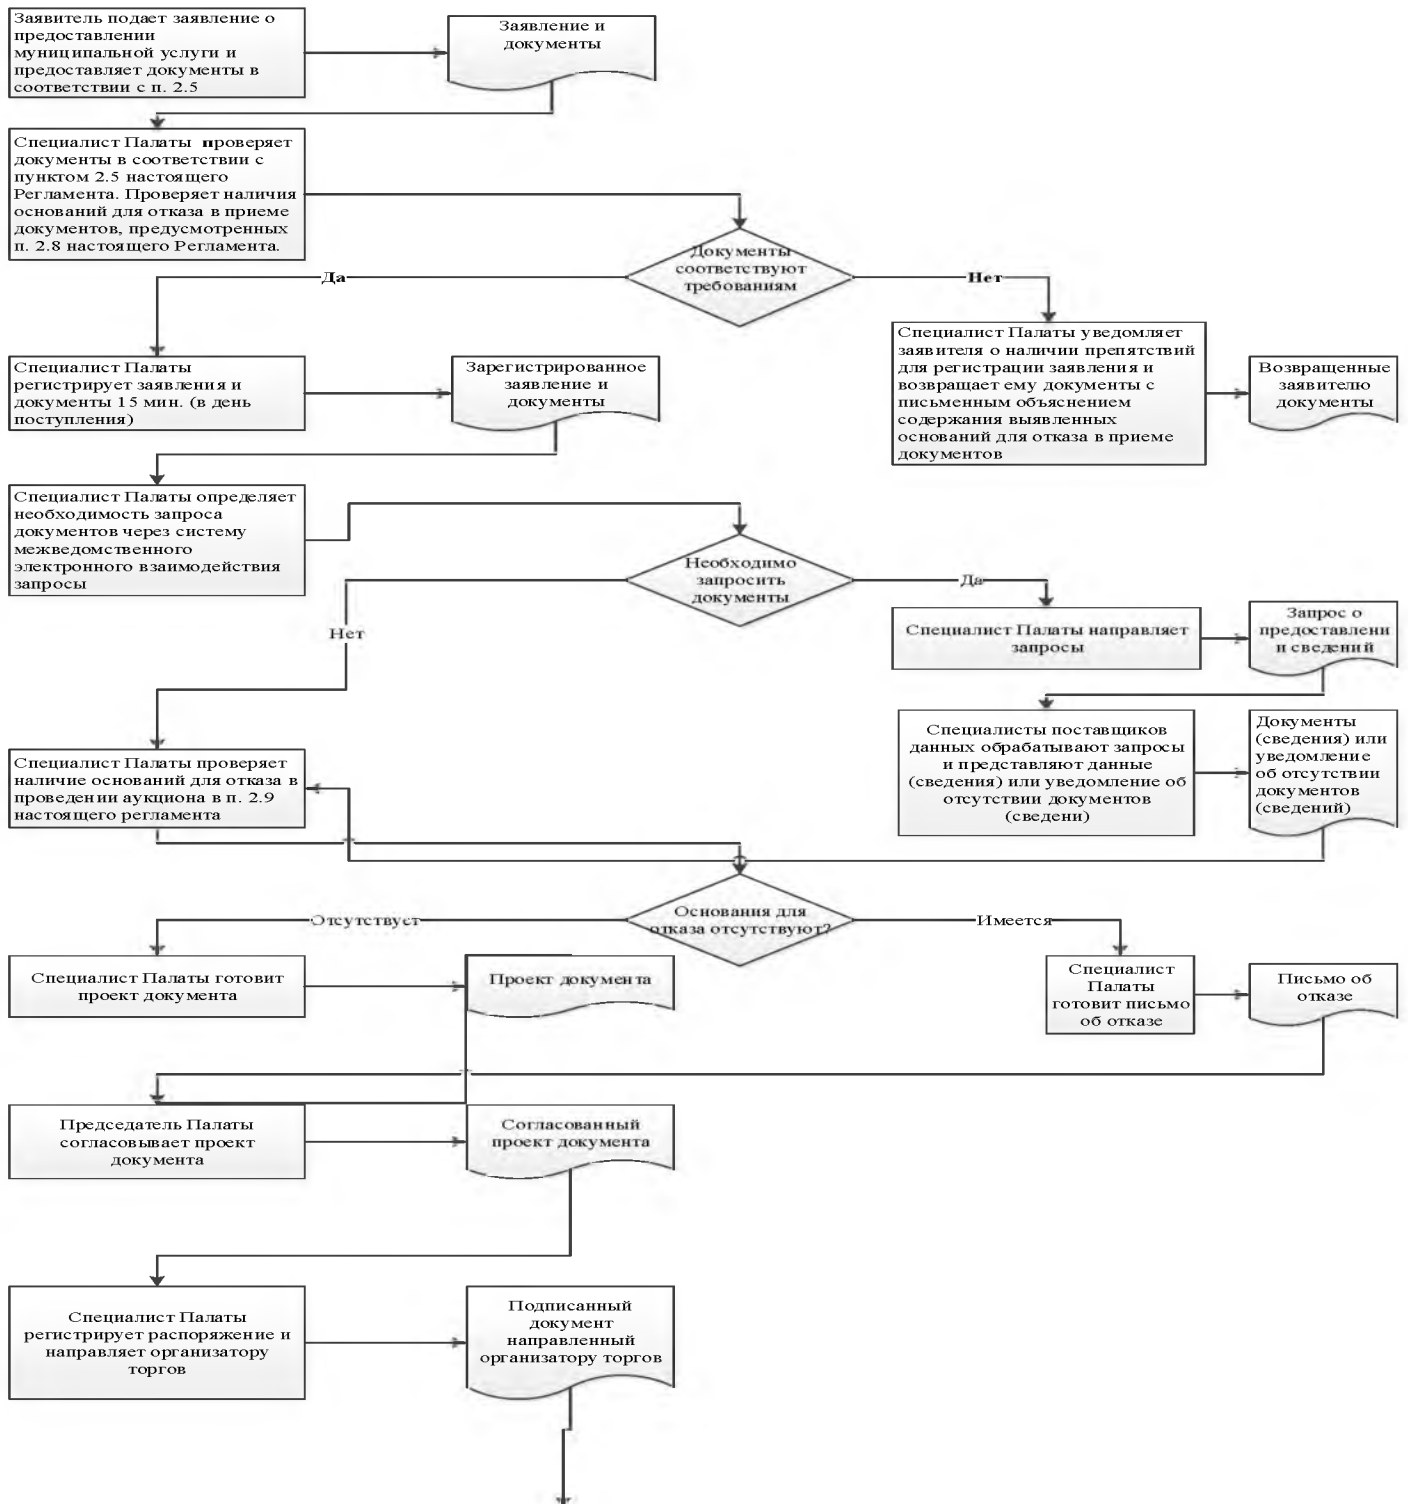 Заявитель подает заявление о
предоставлении
муниципальной услуги и
предоставляет документы в
соответствии с п. 2.5
Заявление и
документы
Специалист Палаты проверяет
документы в соответствии с
пунктом 2.5 настоящего
Регламента. Проверяет наличия
оснований для отказа в приеме
документов, предусмотренных
п. 2.8 настоящего Регламента.
Документы
соответствуют
требованиям
Да
Нет
Специалист Палаты
регистрирует заявления и
документы 15 мин. (в день
поступления)
Зарегистрированное
заявление и
документы
Специалист Палаты уведомляет
заявителя о наличии препятствий
для регистрации заявления и
возвращает ему документы с
письменным объяснением
содержания выявленных
оснований для отказа в приеме
документов
Возвращенные
заявителю
документы
Специалист Палаты определяет
необходимость запроса
документов через систему
межведомственного
электронного взаимодействия
запросы
Необходимо
запросить
документы
Да
Нет
Специалист Палаты направляет
запросы
Запрос о
предоставлени
и сведений
Специалисты поставщиков
данных обрабатывают запросы
и представляют данные
(сведения) или уведомление об
отсутствии документов
(сведени)
Документы
(сведения) или
уведомление
об отсутствии
документов
(сведений)
Специалист Палаты проверяет
наличие оснований для отказа в
проведении аукциона в п. 2.9
настоящего регламента
Основания для
отказа отсутствуют?
Отсутствует
Имеется
Специалист Палаты готовит
проект документа
Проект документа
Специалист
Палаты
готовит письмо
об отказе
Письмо об
отказе
Председатель Палаты
согласовывает проект
документа
Согласованный
проект документа
Специалист Палаты
регистрирует распоряжение и
направляет организатору
торгов
Подписанный
документ
направленный
организатору торгов